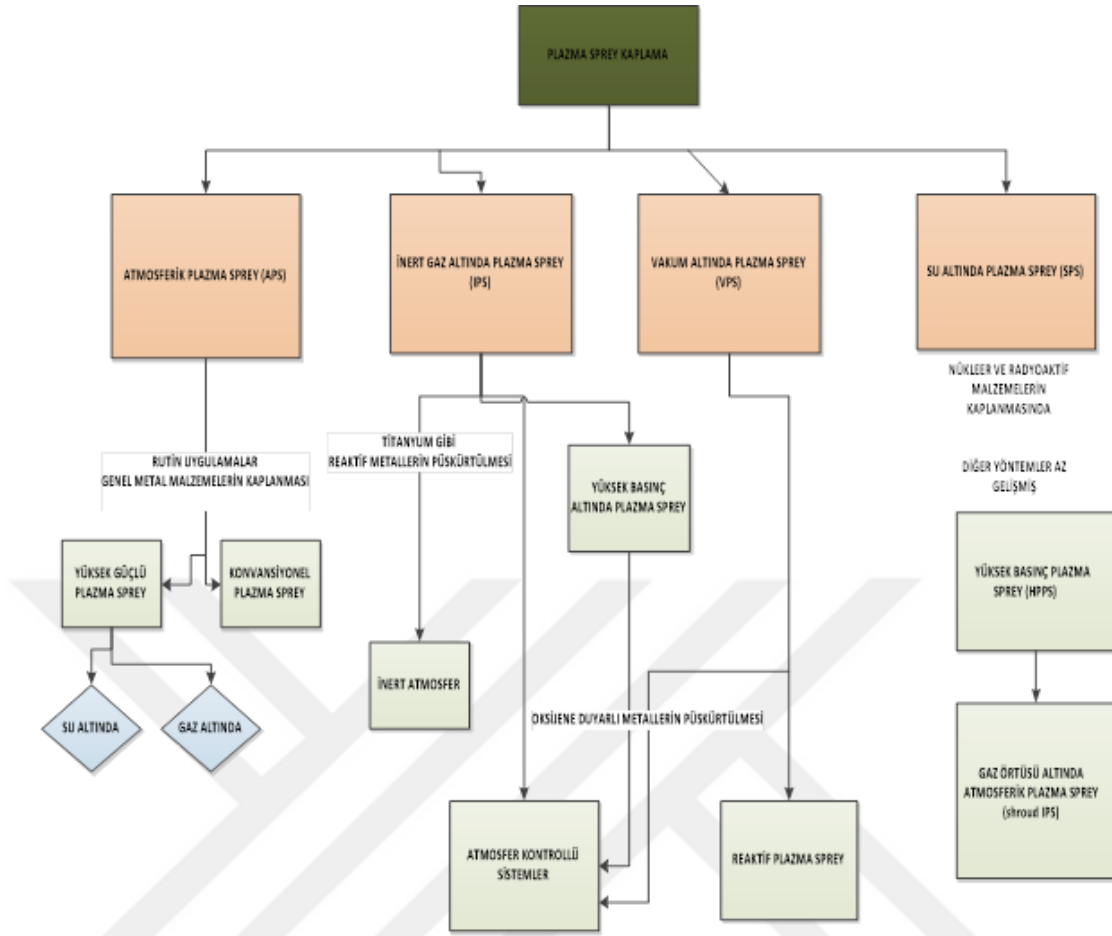 PLAZMA SPREY KAPLAMA
ATMOSFERİK PLAZMA SPREY (APS)
İNERT GAZ ALTINDA PLAZMA SPREY
(IPS)
VAKUM ALTINDA PLAZMA SPREY
(VPS)
SU ALTINDA PLAZMA SPREY (SPS)
NÜKLEER VE RADYOAKTİF
MALZEMELERİN
KAPLANMASINDA
RUTİN UYGULAMALAR
GENEL METAL MALZEMELERİN KAPLANMASI
TİTANYUM GİBİ
REAKTİF METALLERİN PÜSKÜRTÜLMESİ
YÜKSEK BASINÇ
ALTINDA PLAZMA SPREY
DİĞER YÖNTEMLER AZ
GELİŞMİŞ
YÜKSEK GÜÇLÜ
PLAZMA SPREY
KONVANSİYONEL
PLAZMA SPREY
YÜKSEK BASINÇ PLAZMA
SPREY (HPPS)
SU ALTINDA
GAZ ALTINDA
İNERT ATMOSFER
OKSİJENE DUYARLI METALLERİN PÜSKÜRTÜLMESİ
GAZ ÖRTÜSÜ ALTINDA
ATMOSFERİK PLAZMA SPREY
(shroud IPS)
ATMOSFER KONTROLLÜ
SİSTEMLER
REAKTİF PLAZMA SPREY